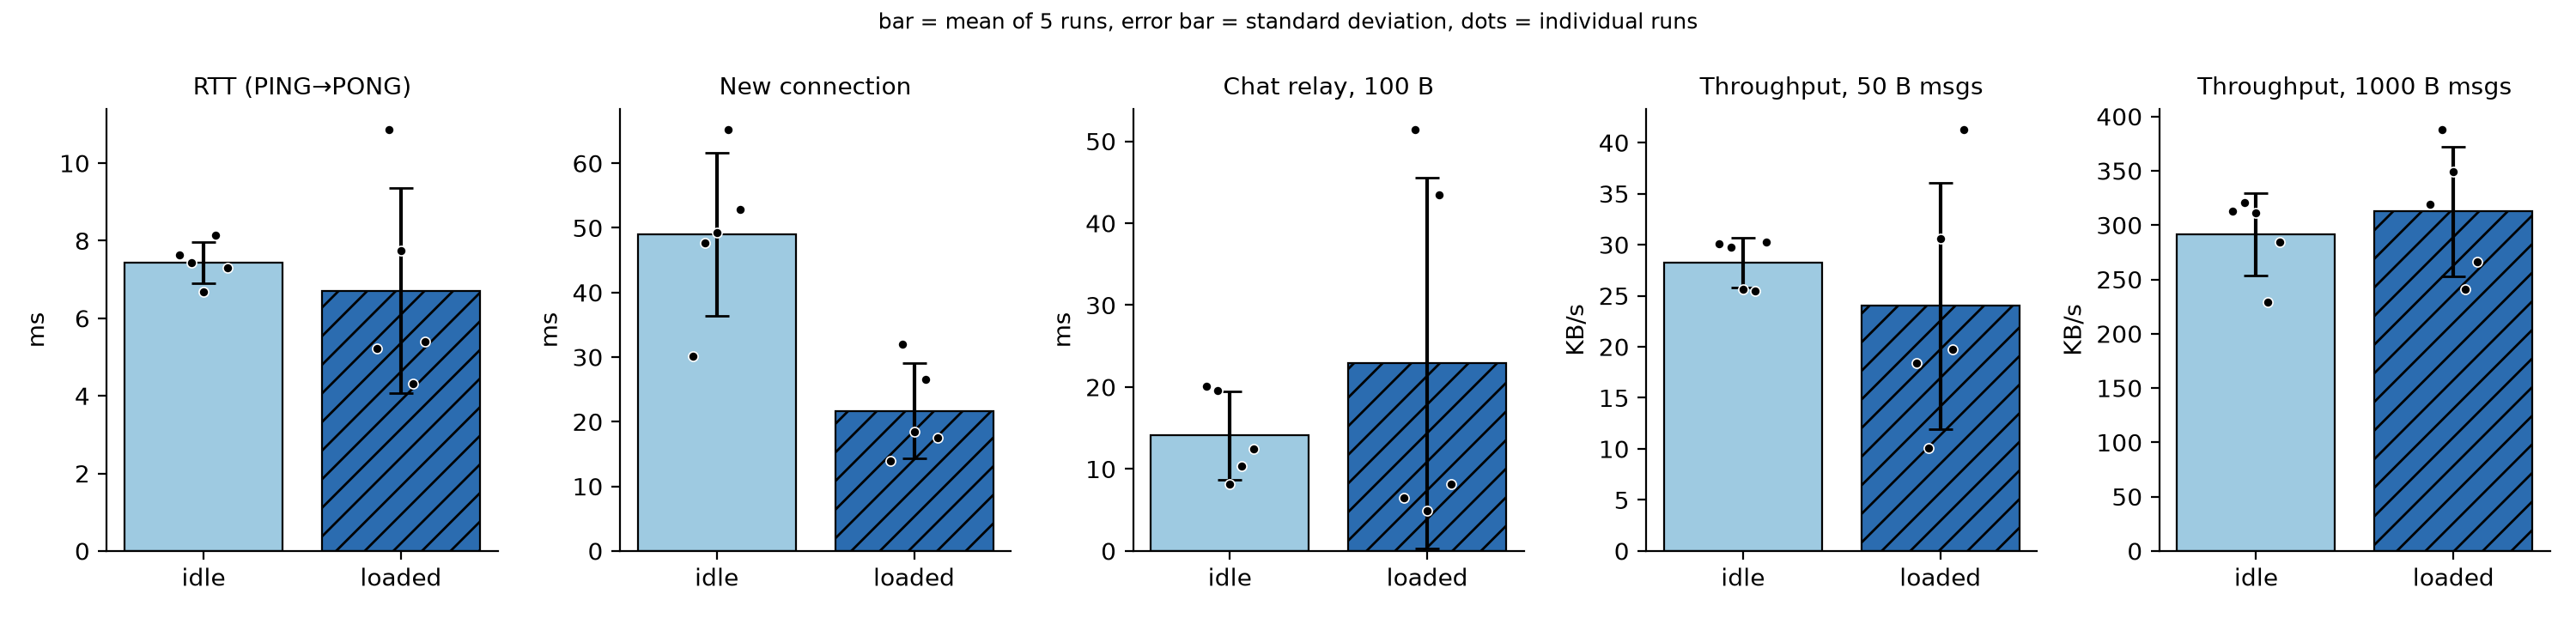 bar = mean of 5 runs, error bar = standard deviation, dots = individual runs
RTT (PING→PONG)
ms
10
8
6
4
2
0
idle
loaded
New connection
ms
60
50
40
30
20
10
0
idle
loaded
Chat relay, 100 B
ms
50
40
30
20
10
0
idle
loaded
Throughput, 50 B msgs
KB/s
40
35
30
25
20
15
10
5
0
idle
loaded
Throughput, 1000 B msgs
KB/s
400
350
300
250
200
150
100
50
0
idle
loaded